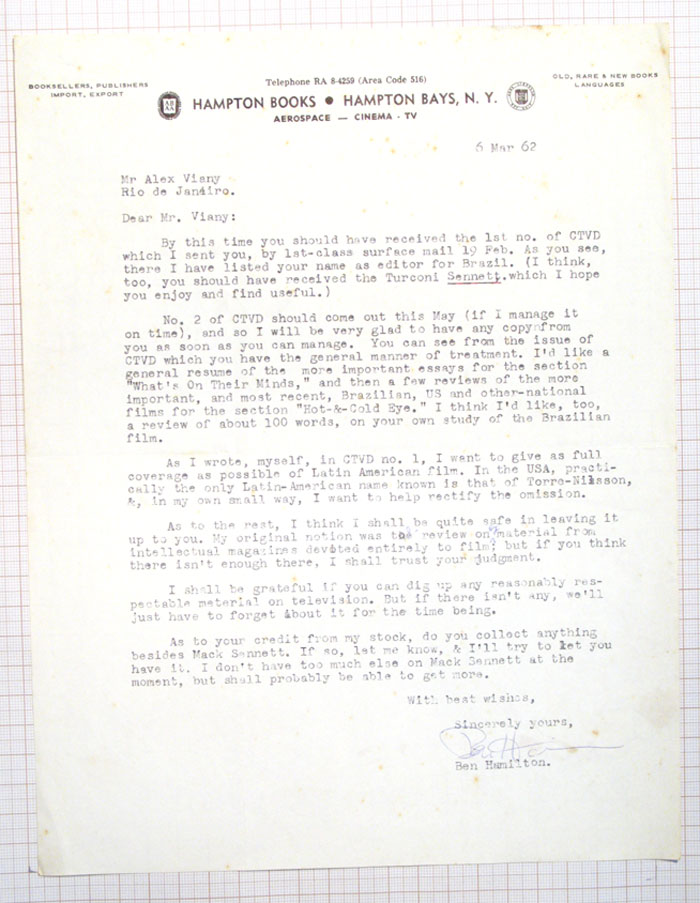 Telephone RA 8-4259 (Area Code 516)
BOOKSELLERS, PUBLISHERS
IMPORT, EXPORT
HAMPTON BOOKS ● HAMPTON BAYS, N. Y.
AEROSPACE — CINEMA - TV
OLD, RARE & NEW BOOKS
LANGUAGES
6 Mar 62
Mr Alex Viany
Rio de Janeiro.
Dear Mr. Viany:
By this time you should have received the 1st no. of CTVD
which I sent you, by 1st-class surface mail 19 Feb. As you see,
there I have listed your name as editor for Brazil. (I think,
too, you should have received the Turconi Sennett.which I hope
you enjoy and find useful.)
No. 2 of CTVD should come out this May (if I manage it
on time), and so I will be very glad to have any copynfrom
you as soon as you can manage. You can see from the issue of
CTVD which you have the general manner of treatment. I'd like a
general resume of the more important essays for the section
"What's On Their Minds," and then a few reviews of the more
important, and most recent, Brazilian, US and other-national
films for the section "Hot-&-Cold Eye." I think I'd like, too,
a review of about 100 words, on your own study of the Brazilian
film.
As I wrote, myself, in CTVD no. 1, I want to give as full
coverage as possible of Latin American film. In the USA, practi-
cally the only Latin-American name known is that of Torre-Nilsson,
&, in my own small way, I want to help rectify the omission.
As to the rest, I think I shall be quite safe in leaving it
up to you. My original notion was to review on material from
intellectual magazines devoted entirely to film; but if you think
there isn't enough there, I shall trust your judgment.
I shall be grateful if you can dig up any reasonably res-
pectable material on television. But if there isn't any, we'll
just have to forget about it for the time being.
As to your credit from my stock, do you collect anything
besides Mack Sennett. If so, let me know, & I'll try to let you
have it. I don't have too much else on Mack Sennett at the
moment, but shall probably be able to get more.
With best wishes,
Sincerely yours,
Ben Hamilton.